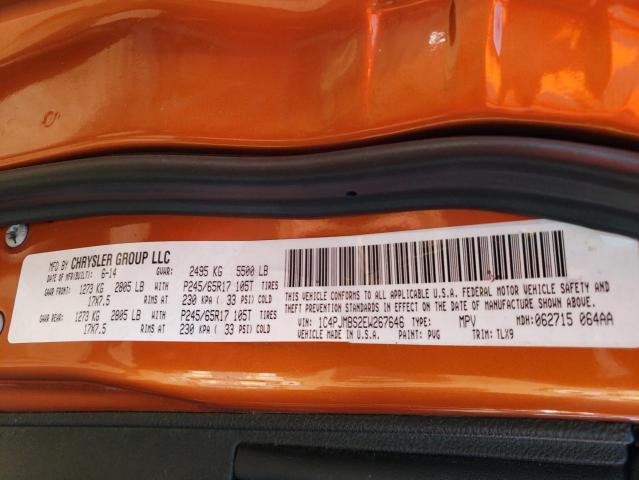 MFD BY CHRYSLER GROUP LLC
DATE OF MFR(BUILT): 6-14 GVWR: 2495 KG 5500 LB
GAWR FRONT: 1273 KG 2805 LB WITH P245/65R17 105T TIRES
17X7.5 RIMS AT 230 KPA ( 33 PSI) COLD
GAWR REAR: 1273 KG 2805 LB WITH P245/65R17 105T TIRES
17X7.5 RIMS AT 230 KPA ( 33 PSI) COLD
THIS VEHICLE CONFORMS TO ALL APPLICABLE U.S.A. FEDERAL MOTOR VEHICLE SAFETY AND
THEFT PREVENTION STANDARDS IN EFFECT ON THE DATE OF MANUFACTURE SHOWN ABOVE.
VIN: 1C4PJMBS2EW267646 TYPE: MPV MDH: 062715 064AA
VEHICLE MADE IN U.S.A. PAINT: PVG TRIM: TLX9